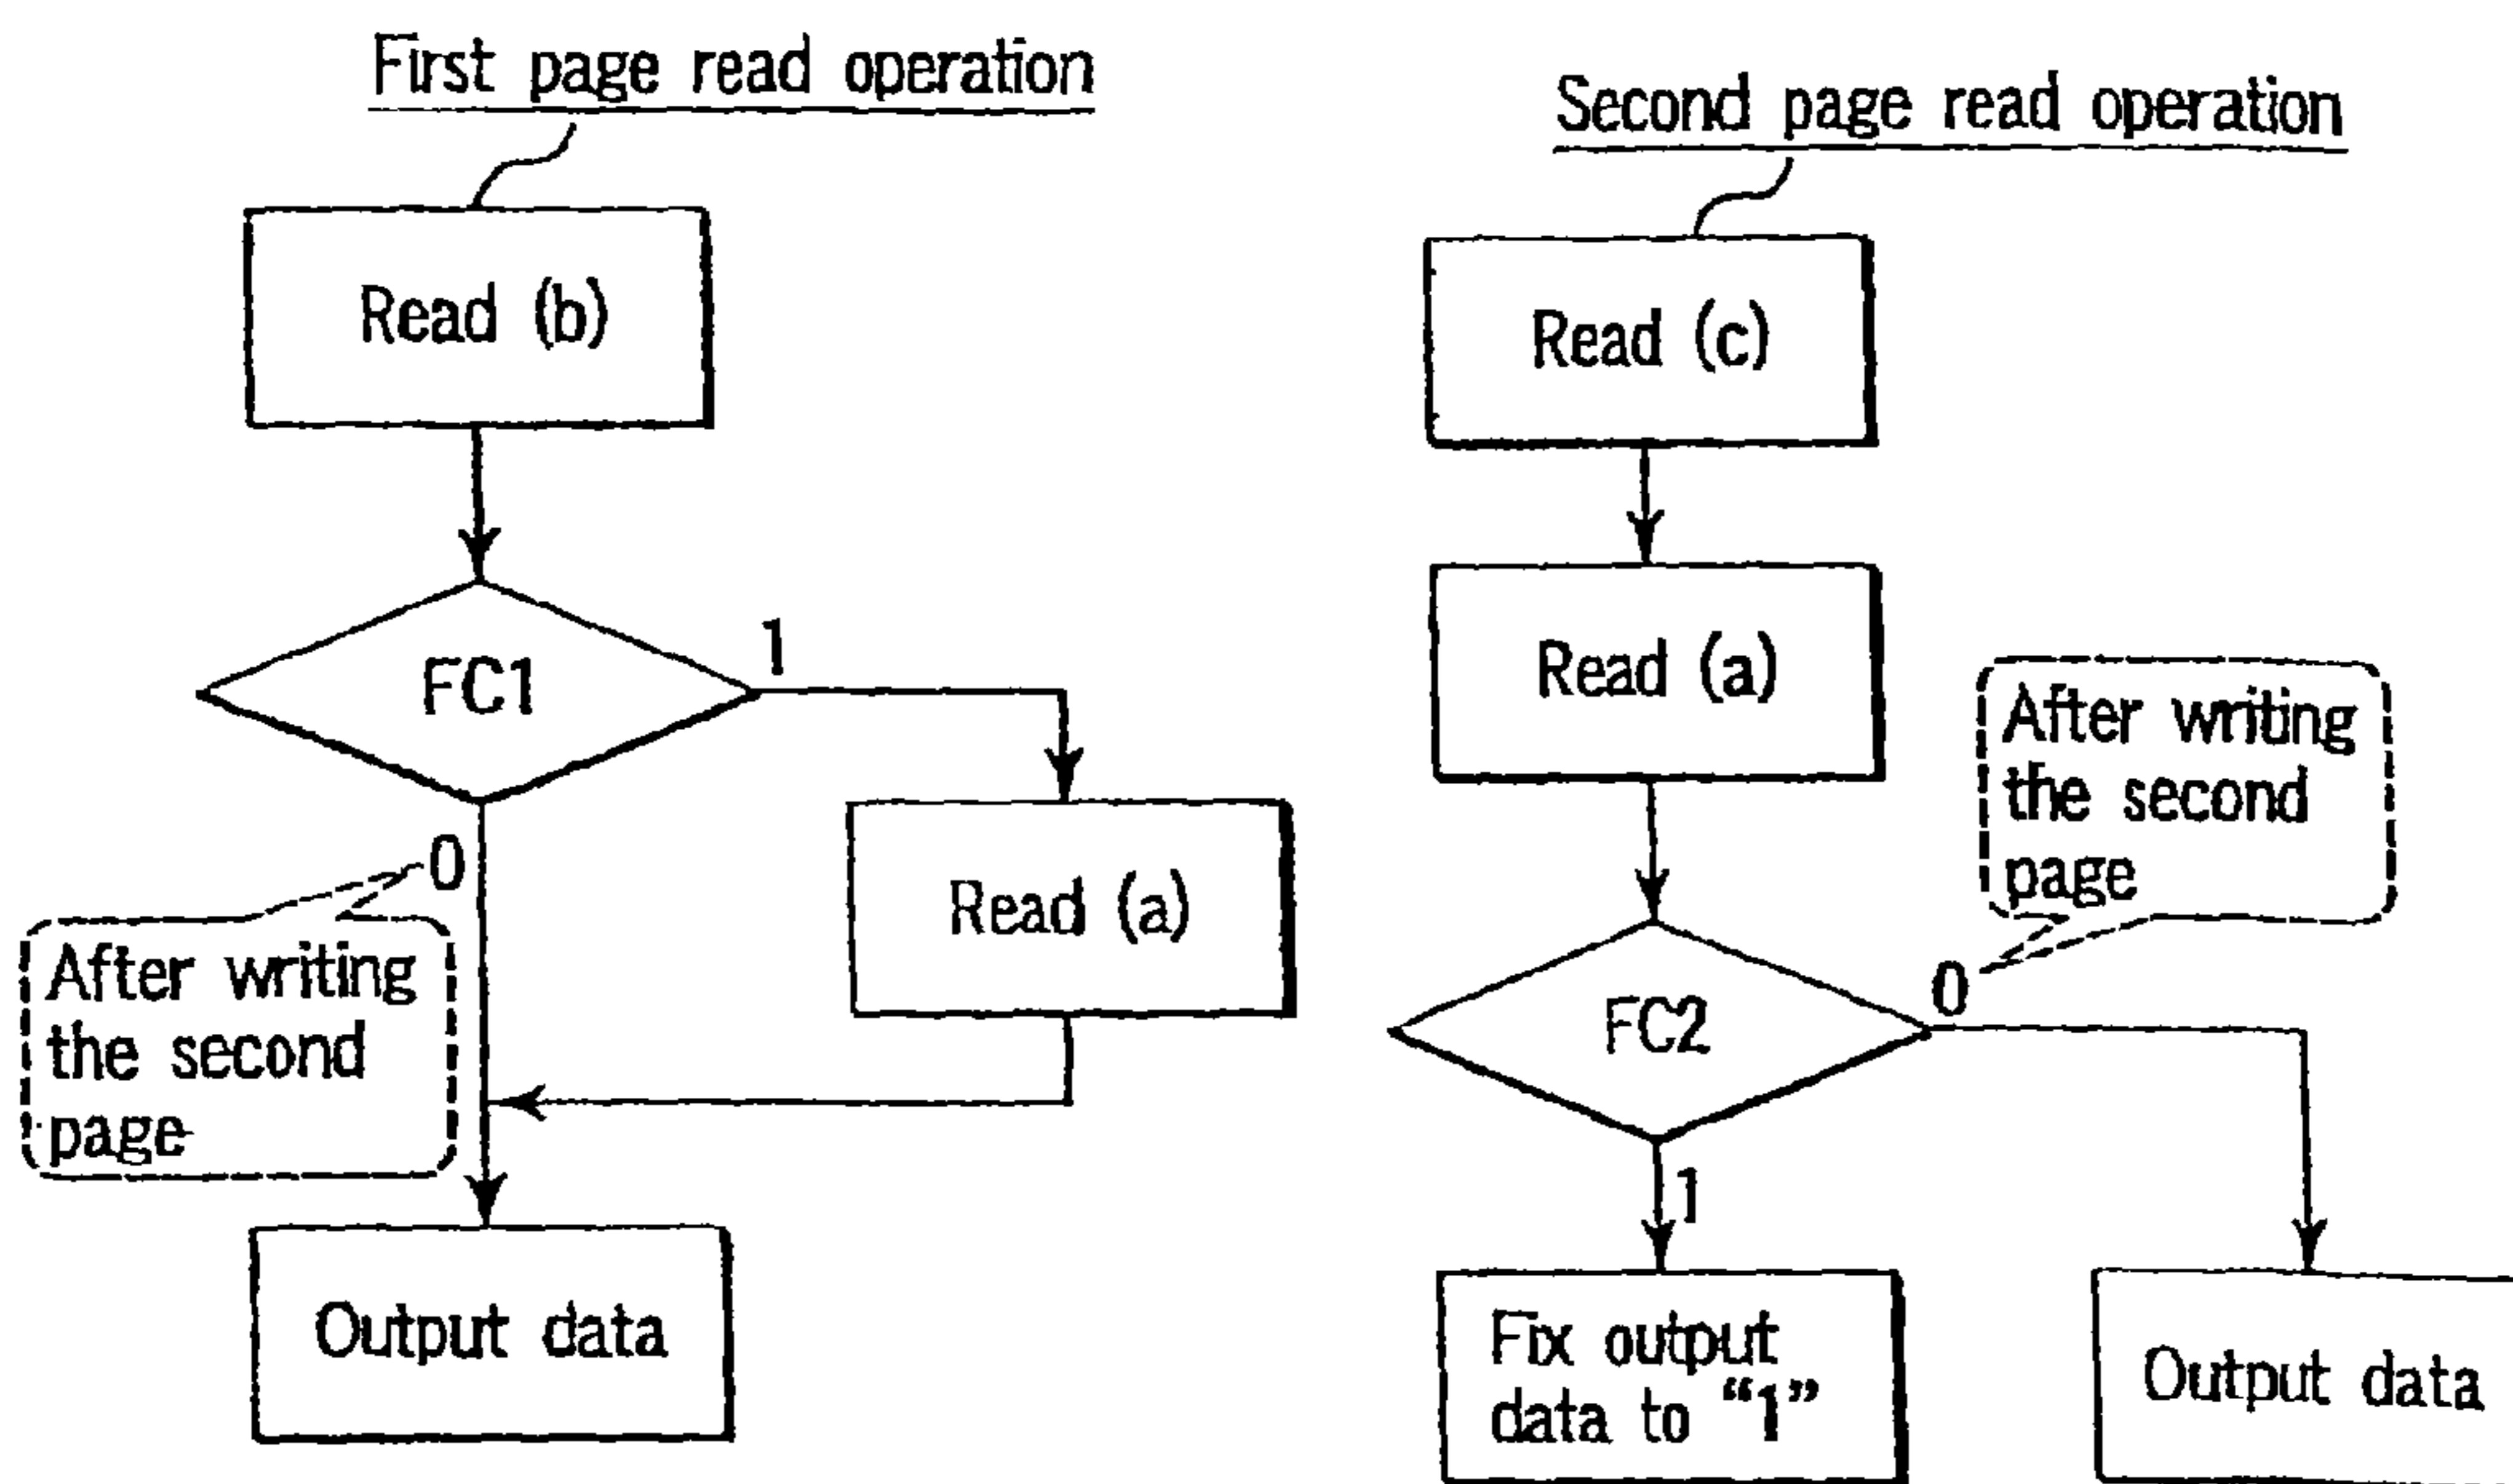 First page read operation
Read (b)
FC1
1
0
Read (a)
After writing
the second
page
Output data
Second page read operation
Read (c)
Read (a)
After writing
the second
page
FC2
0
1
Fix output
data to “1”
Output data